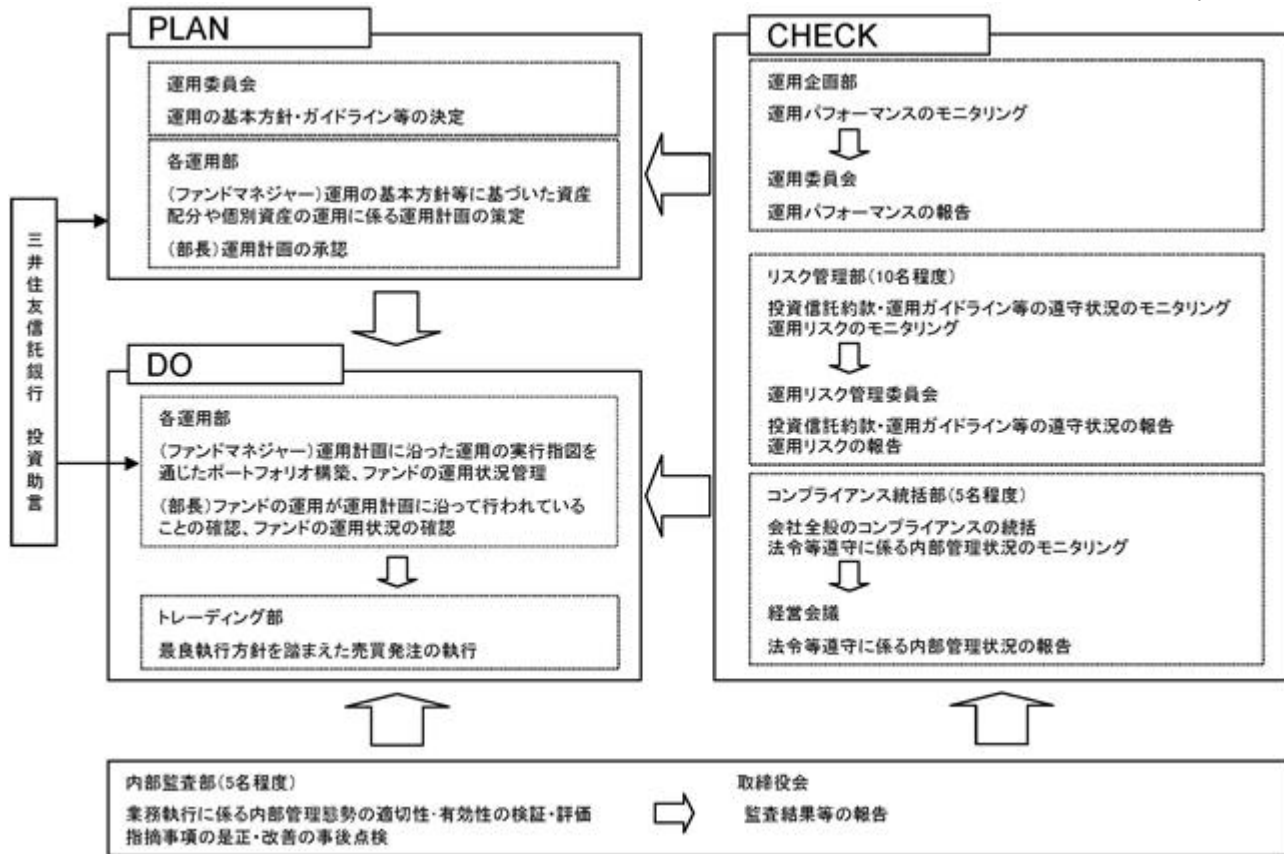 PLAN
運用委員会
運用の基本方針・ガイドライン等の決定
各運用部
(ファンドマネジャー)運用の基本方針等に基づいた資産
配分や個別資産の運用に係る運用計画の策定
(部長)運用計画の承認
三井住友信託銀行 投資助言
DO
各運用部
(ファンドマネジャー)運用計画に沿った運用の実行指図を
通じたポートフォリオ構築、ファンドの運用状況管理
(部長)ファンドの運用が運用計画に沿って行われている
ことの確認、ファンドの運用状況の確認
トレーディング部
最良執行方針を踏まえた売買発注の執行
CHECK
運用企画部
運用パフォーマンスのモニタリング
運用委員会
運用パフォーマンスの報告
リスク管理部(10名程度)
投資信託約款・運用ガイドライン等の遵守状況のモニタリング
運用リスクのモニタリング
運用リスク管理委員会
投資信託約款・運用ガイドライン等の遵守状況の報告
運用リスクの報告
コンプライアンス統括部(5名程度)
会社全般のコンプライアンスの統括
法令等遵守に係る内部管理状況のモニタリング
経営会議
法令等遵守に係る内部管理状況の報告
内部監査部(5名程度)
業務執行に係る内部管理態勢の適切性・有効性の検証・評価
指摘事項の是正・改善の事後点検
取締役会
監査結果等の報告